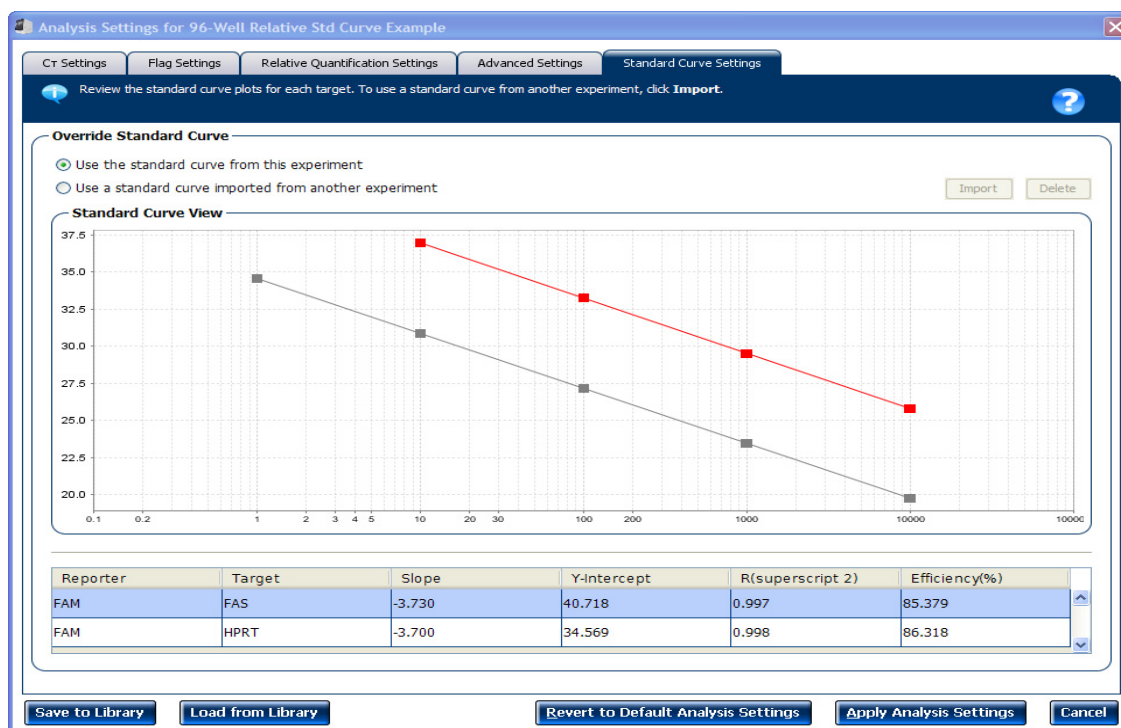 Analysis Settings for 96-Well Relative Std Curve Example
CT Settings Flag Settings Relative Quantification Settings Advanced Settings Standard Curve Settings
Review the standard curve plots for each target. To use a standard curve from another experiment, click Import.
?
Override Standard Curve
Use the standard curve from this experiment
Use a standard curve imported from another experiment
Import Delete
Standard Curve View
37.5
35.0
32.5
30.0
27.5
25.0
22.5
20.0
0.1 0.2 1 2 3 4 5 10 20 30 100 200 1000 10000 10000
Reporter Target Slope Y-Intercept R(superscript 2) Efficiency(%)
FAM FAS -3.730 40.718 0.997 85.379
FAM HPRT -3.700 34.569 0.998 86.318
Save to Library Load from Library Revert to Default Analysis Settings Apply Analysis Settings Cancel